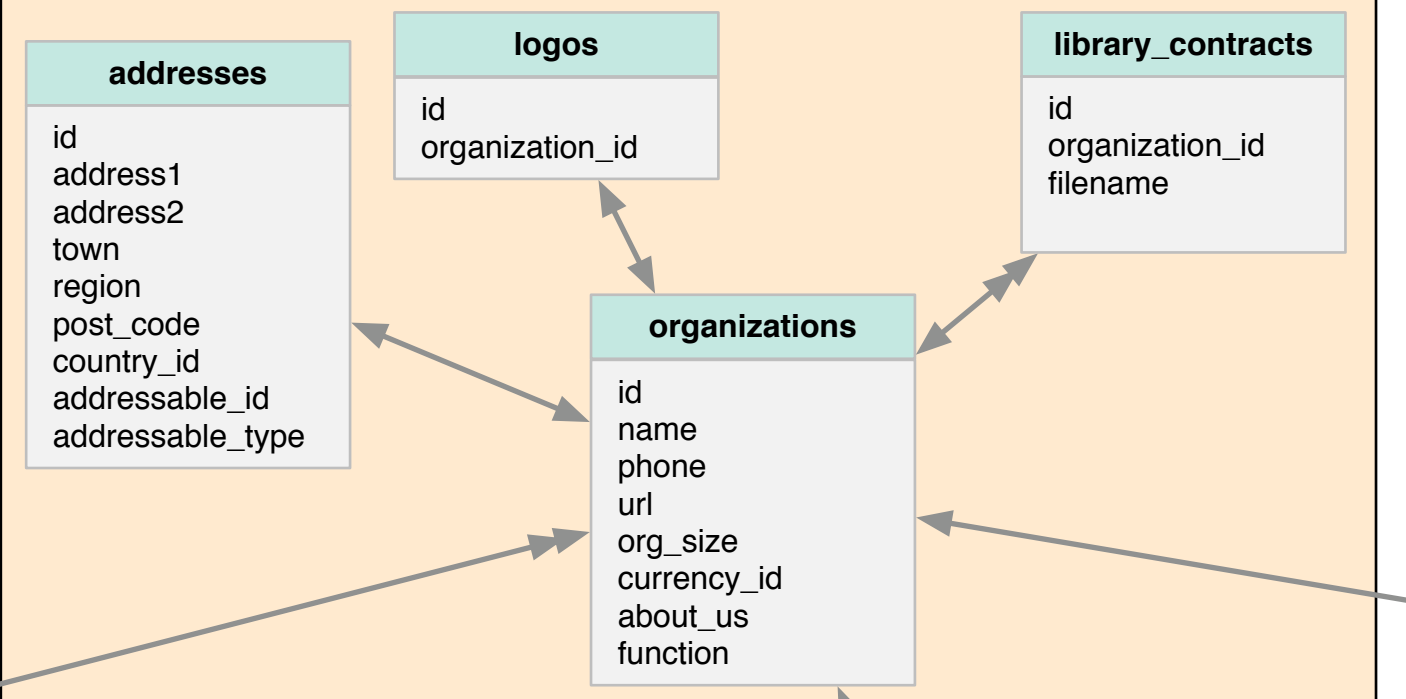 addresses
id
address1
address2
town
region
post_code
country_id
addressable_id
addressable_type
logos
id
organization_id
library_contracts
id
organization_id
filename
organizations
id
name
phone
url
org_size
currency_id
about_us
function